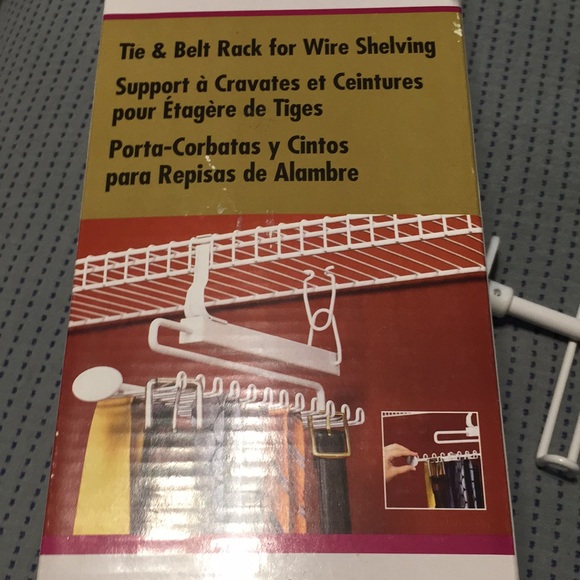 Tie & Belt Rack for Wire Shelving
Support à Cravates et Ceintures
pour Étagère de Tiges
Porta-Corbatas y Cintos
para Repisas de Alambre